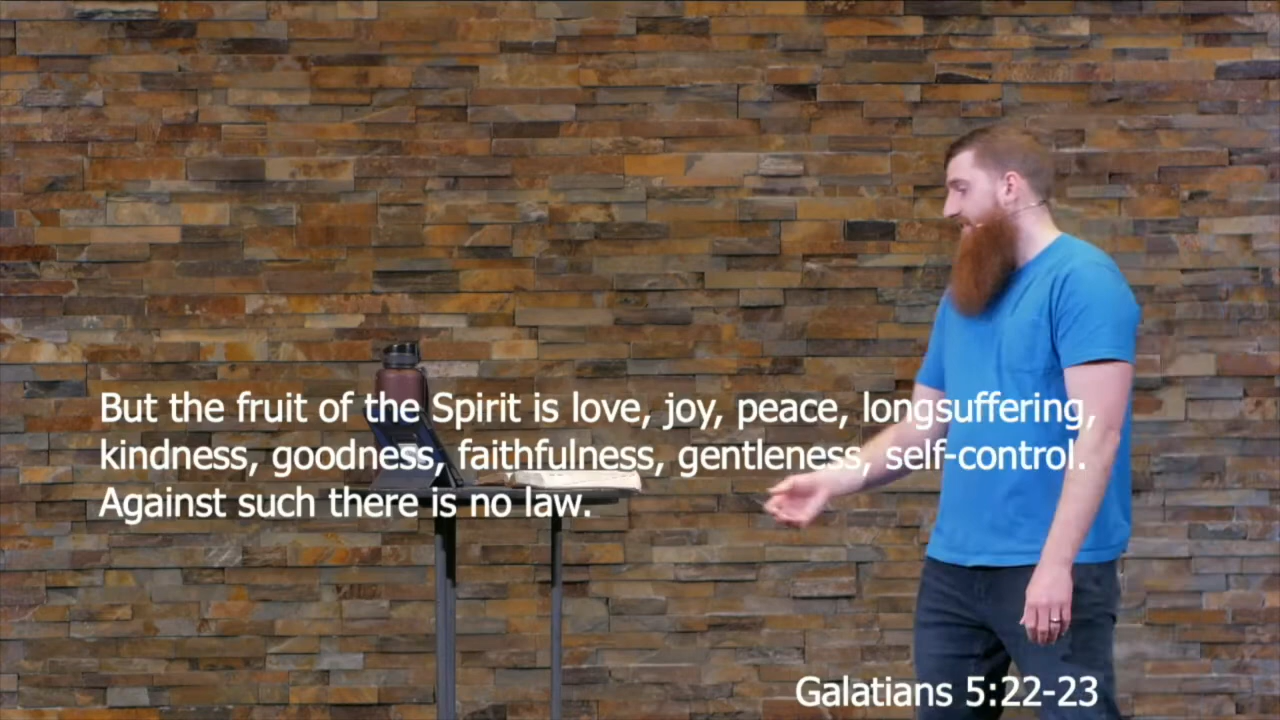 But the fruit of the Spirit is love, joy, peace, longsuffering,
kindness, goodness, faithfulness, gentleness, self-control.
Against such there is no law.
Galatians 5:22-23